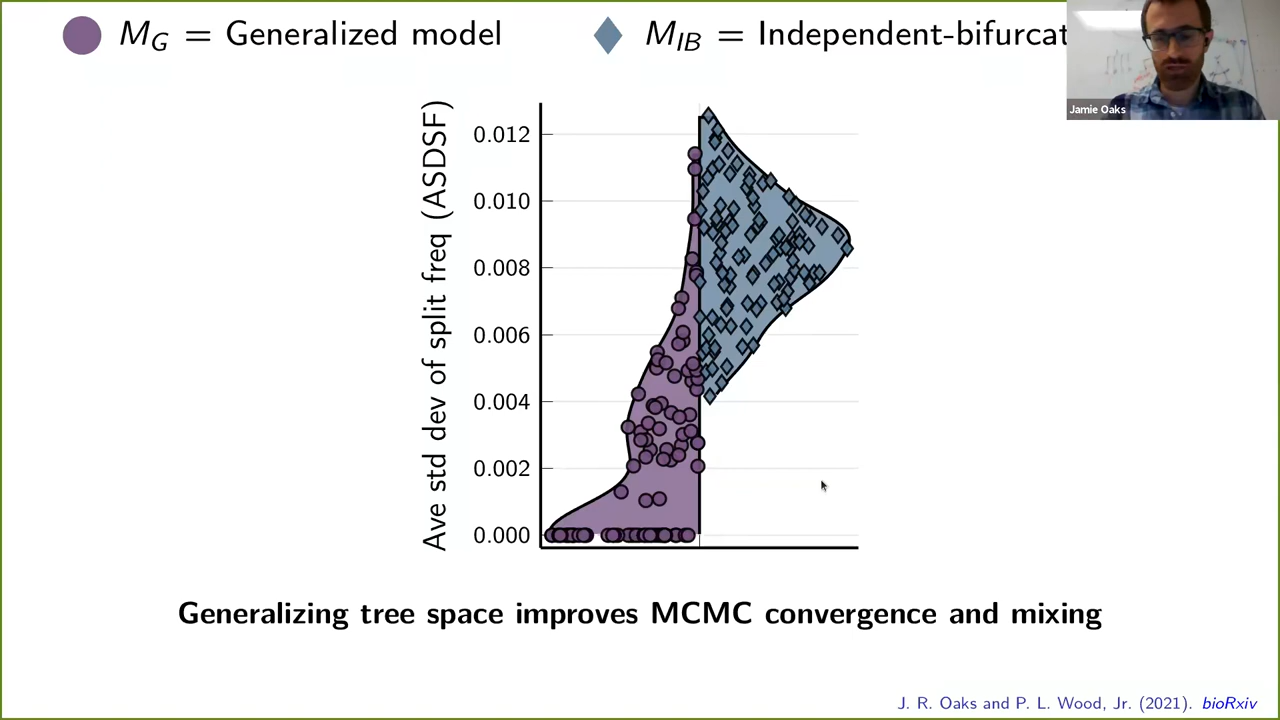 M_G = Generalized model
M_IB = Independent-bifurcat
Jamie Oaks
Ave std dev of split freq (ASDSF)
0.012
0.010
0.008
0.006
0.004
0.002
0.000
Generalizing tree space improves MCMC convergence and mixing
J. R. Oaks and P. L. Wood, Jr. (2021). bioRxiv